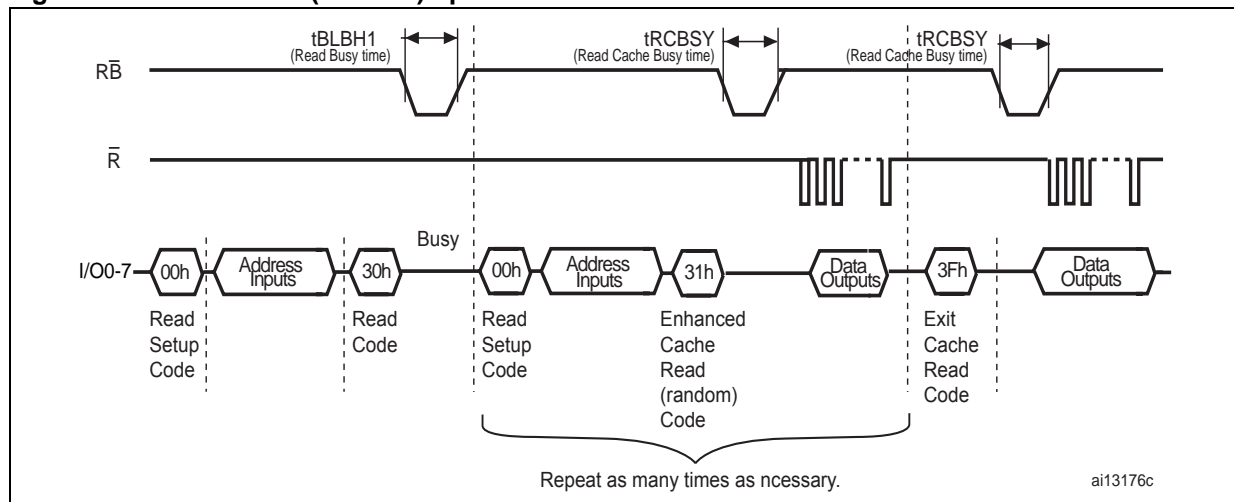 tBLBH1
(Read Busy time)
tRCBSY
(Read Cache Busy time)
tRCBSY
(Read Cache Busy time)
RB
R
Busy
I/O0-7
00h
Address
Inputs
30h
00h
Address
Inputs
31h
Data
Outputs
3Fh
Data
Outputs
Read
Setup
Code
Read
Code
Read
Setup
Code
Enhanced
Cache
Read
(random)
Code
Exit
Cache
Read
Code
Repeat as many times as ncessary.
ai13176c